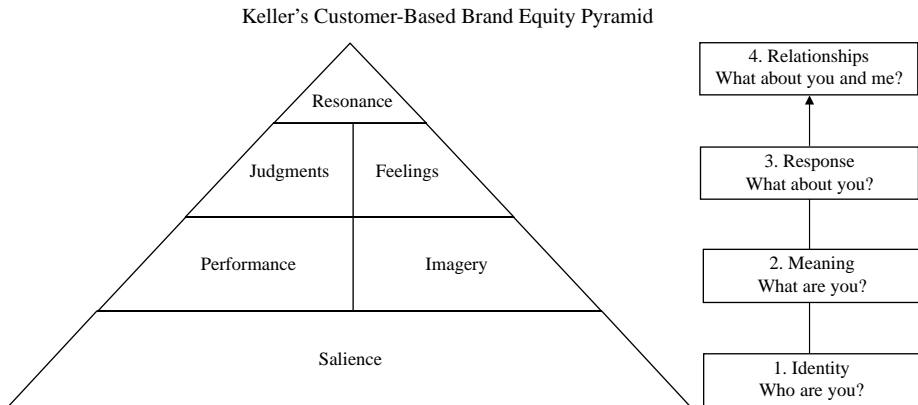 Keller’s Customer-Based Brand Equity Pyramid
Resonance
Judgments
Feelings
Performance
Imagery
Salience
4. Relationships
What about you and me?
3. Response
What about you?
2. Meaning
What are you?
1. Identity
Who are you?